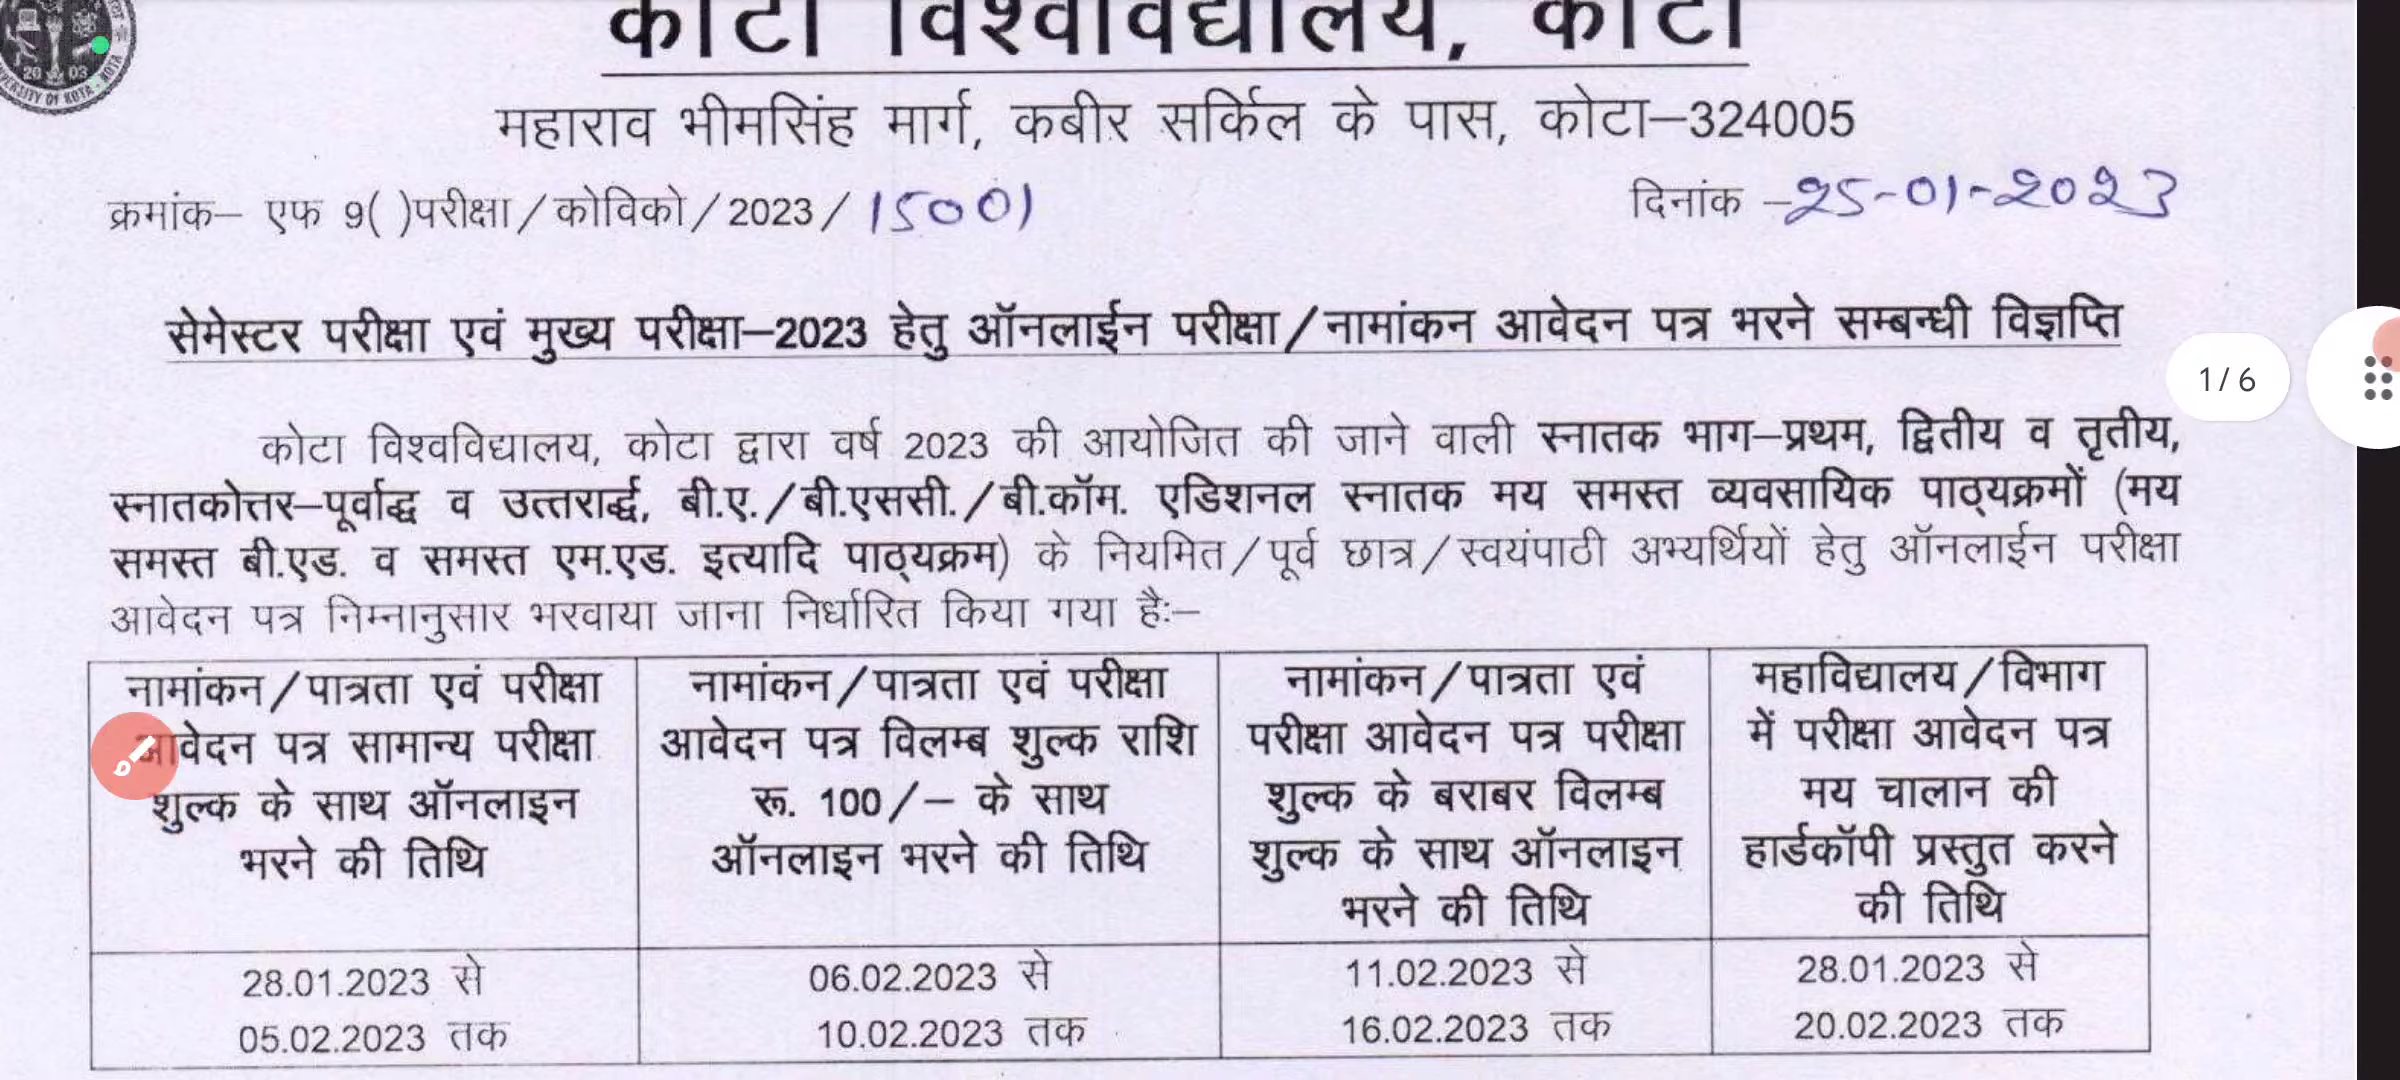 कोटा विश्वविद्यालय, कोटा
महाराव भीमसिंह मार्ग, कबीर सर्किल के पास, कोटा–324005
क्रमांक– एफ 9( )परीक्षा/कोविको/2023/15001
दिनांक –25-01-2023
सेमेस्टर परीक्षा एवं मुख्य परीक्षा–2023 हेतु ऑनलाईन परीक्षा/नामांकन आवेदन पत्र भरने सम्बन्धी विज्ञप्ति
1/6
कोटा विश्वविद्यालय, कोटा द्वारा वर्ष 2023 की आयोजित की जाने वाली स्नातक भाग–प्रथम, द्वितीय व तृतीय,
स्नातकोत्तर–पूर्वाद्ध व उत्तरार्द्ध, बी.ए./बी.एससी./बी.कॉम. एडिशनल स्नातक मय समस्त व्यवसायिक पाठ्यक्रमों (मय
समस्त बी.एड. व समस्त एम.एड. इत्यादि पाठ्यक्रम) के नियमित/पूर्व छात्र/स्वयंपाठी अभ्यर्थियों हेतु ऑनलाईन परीक्षा
आवेदन पत्र निम्नानुसार भरवाया जाना निर्धारित किया गया है:–
नामांकन/पात्रता एवं परीक्षा
आवेदन पत्र सामान्य परीक्षा
शुल्क के साथ ऑनलाइन
भरने की तिथि
नामांकन/पात्रता एवं परीक्षा
आवेदन पत्र विलम्ब शुल्क राशि
रू. 100/– के साथ
ऑनलाइन भरने की तिथि
नामांकन/पात्रता एवं
परीक्षा आवेदन पत्र परीक्षा
शुल्क के बराबर विलम्ब
शुल्क के साथ ऑनलाइन
भरने की तिथि
महाविद्यालय/विभाग
में परीक्षा आवेदन पत्र
मय चालान की
हार्डकॉपी प्रस्तुत करने
की तिथि
28.01.2023 से
05.02.2023 तक
06.02.2023 से
10.02.2023 तक
11.02.2023 से
16.02.2023 तक
28.01.2023 से
20.02.2023 तक